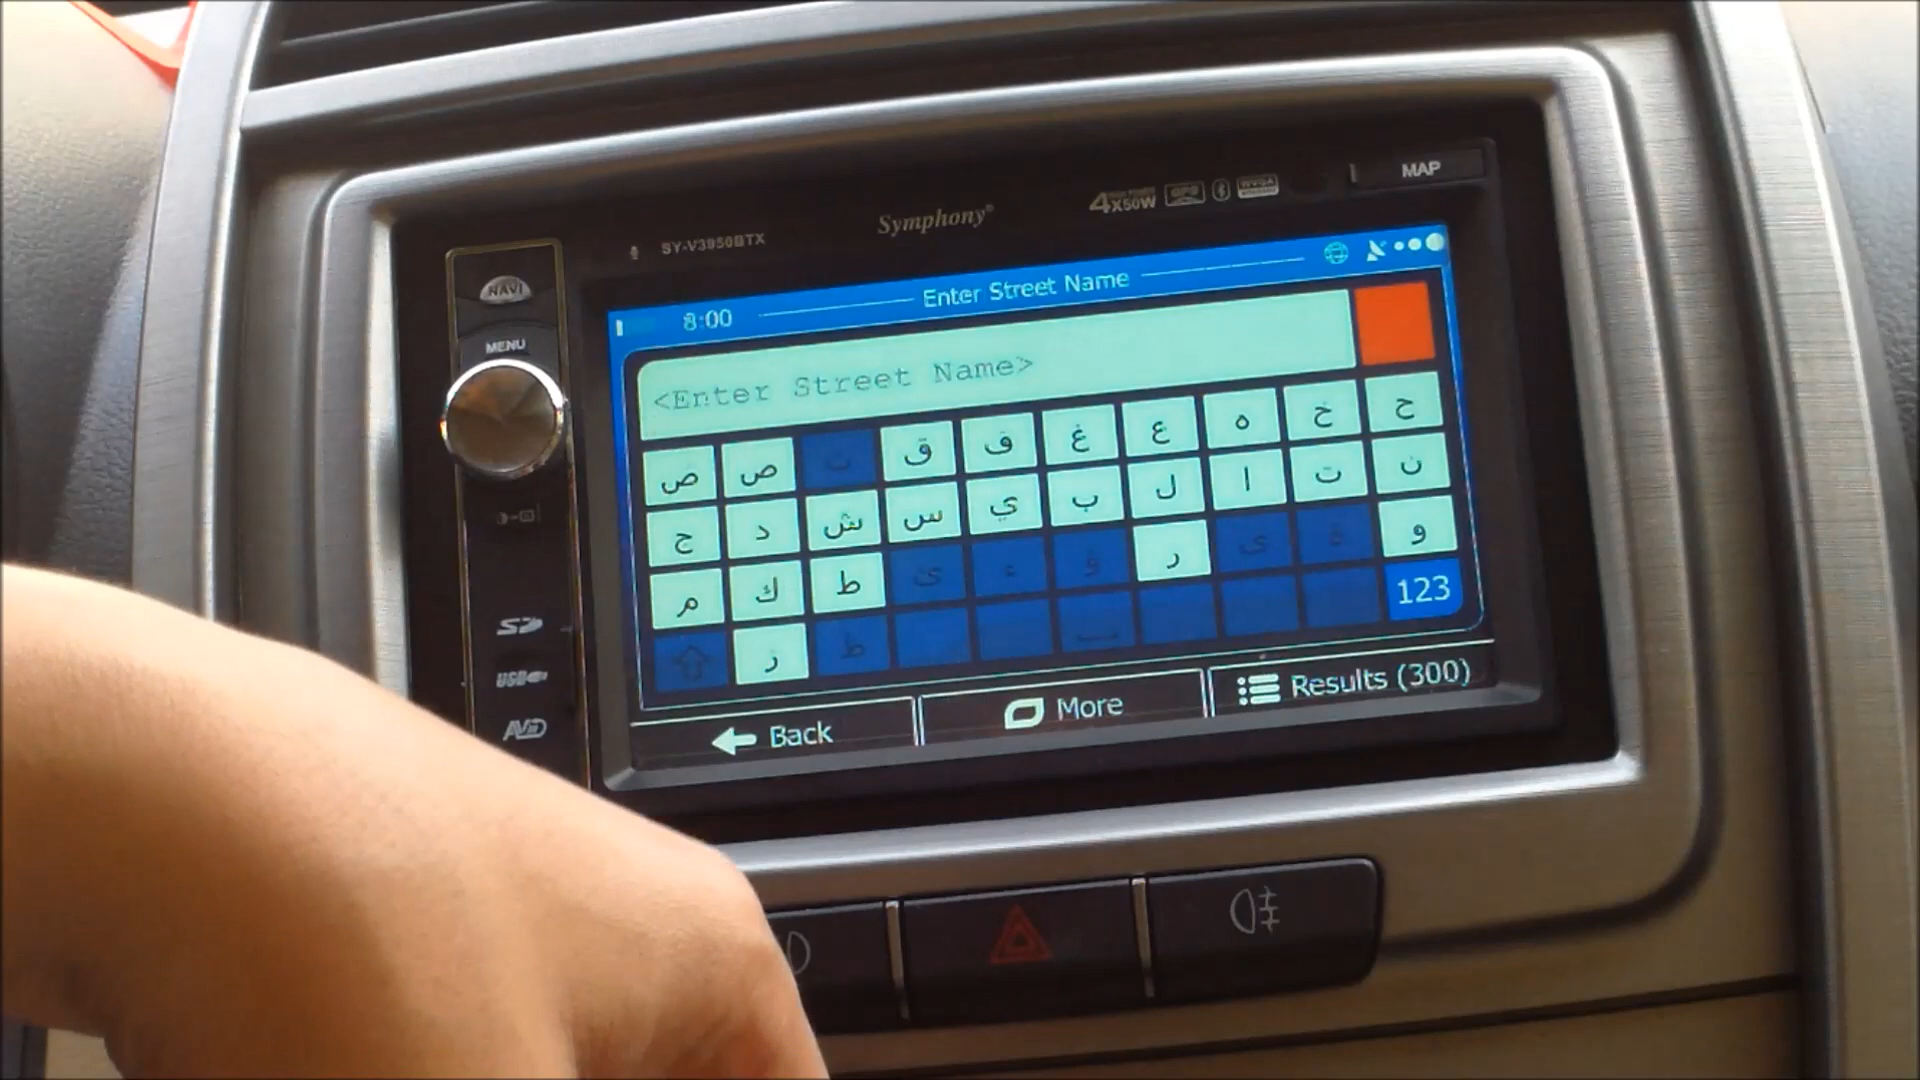 MAP
4X50W GPS
Symphony®
SY-V3950BTX
NAVI
MENU
8:00 Enter Street Name
<Enter Street Name>
ق ف غ ع ه خ ح
ج د ش س ي ب ل ا ت ن
م ك ط ر و
123
SD
USB
Back More Results (300)